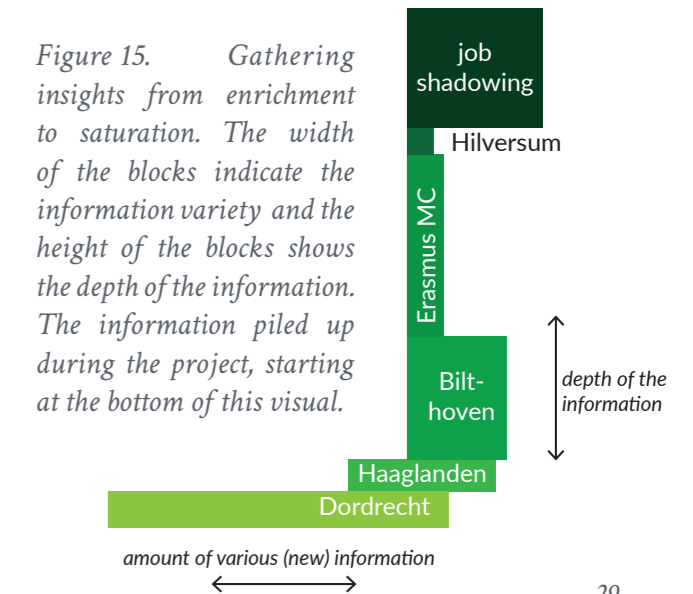 Figure 15. Gathering
insights from enrichment
to saturation. The width
of the blocks indicate the
information variety and the
height of the blocks shows
the depth of the information.
The information piled up
during the project, starting
at the bottom of this visual.
job
shadowing
Hilversum
Erasmus MC
Bilt-
hoven
depth of the
information
Haaglanden
Dordrecht
amount of various (new) information
29